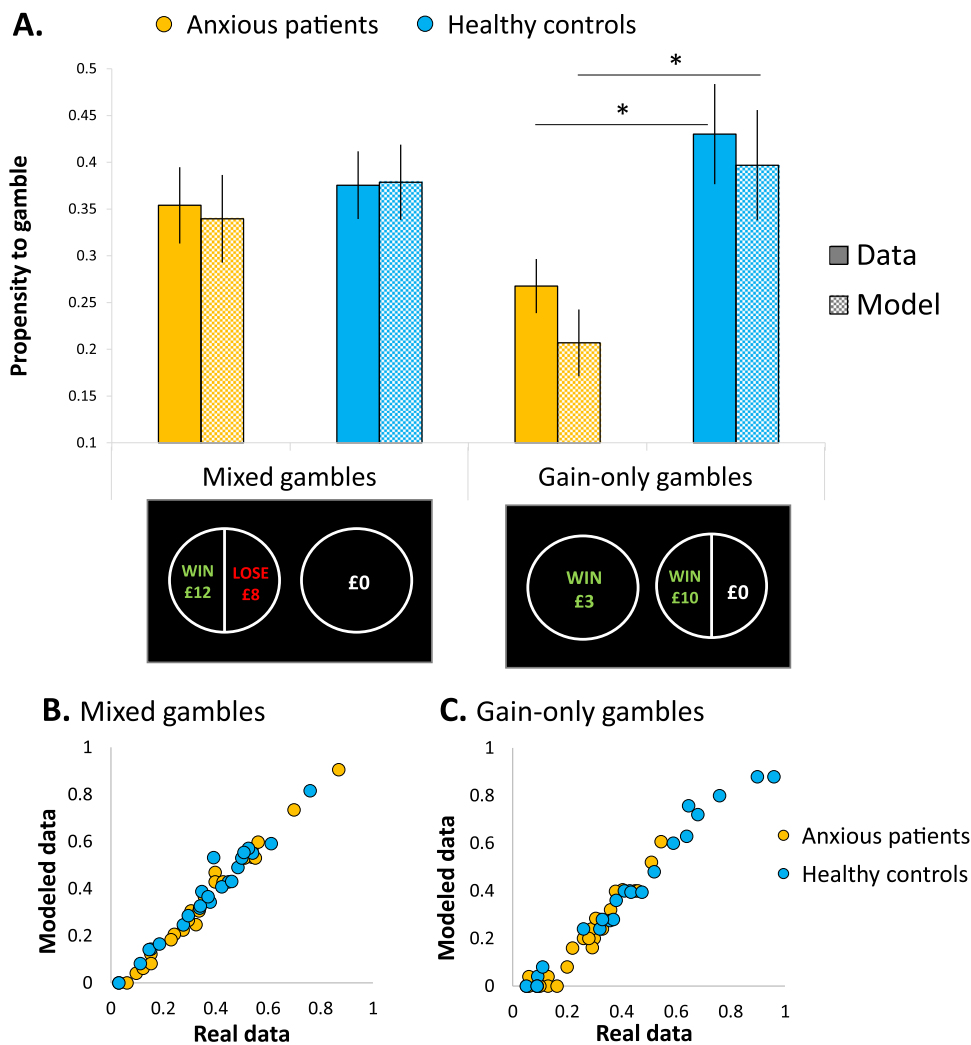 A.
Anxious patients
Healthy controls
Propensity to gamble
0.5
0.45
0.4
0.35
0.3
0.25
0.2
0.15
0.1
*
*
Data
Model
Mixed gambles
Gain-only gambles
WIN
£12
LOSE
£8
£0
WIN
£3
WIN
£10
£0
B. Mixed gambles
Modeled data
1
0.8
0.6
0.4
0.2
0
0 0.2 0.4 0.6 0.8 1
Real data
C. Gain-only gambles
Modeled data
1
0.8
0.6
0.4
0.2
0
0 0.2 0.4 0.6 0.8 1
Real data
Anxious patients
Healthy controls